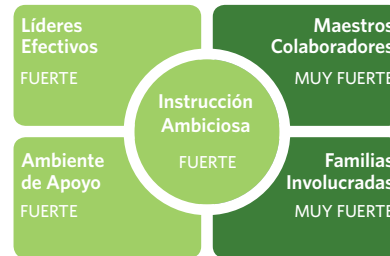 Líderes
Efectivos
FUERTE
Maestros
Colaboradores
MUY FUERTE
Instrucción
Ambiciosa
FUERTE
Ambiente
de Apoyo
FUERTE
Familias
Involucradas
MUY FUERTE